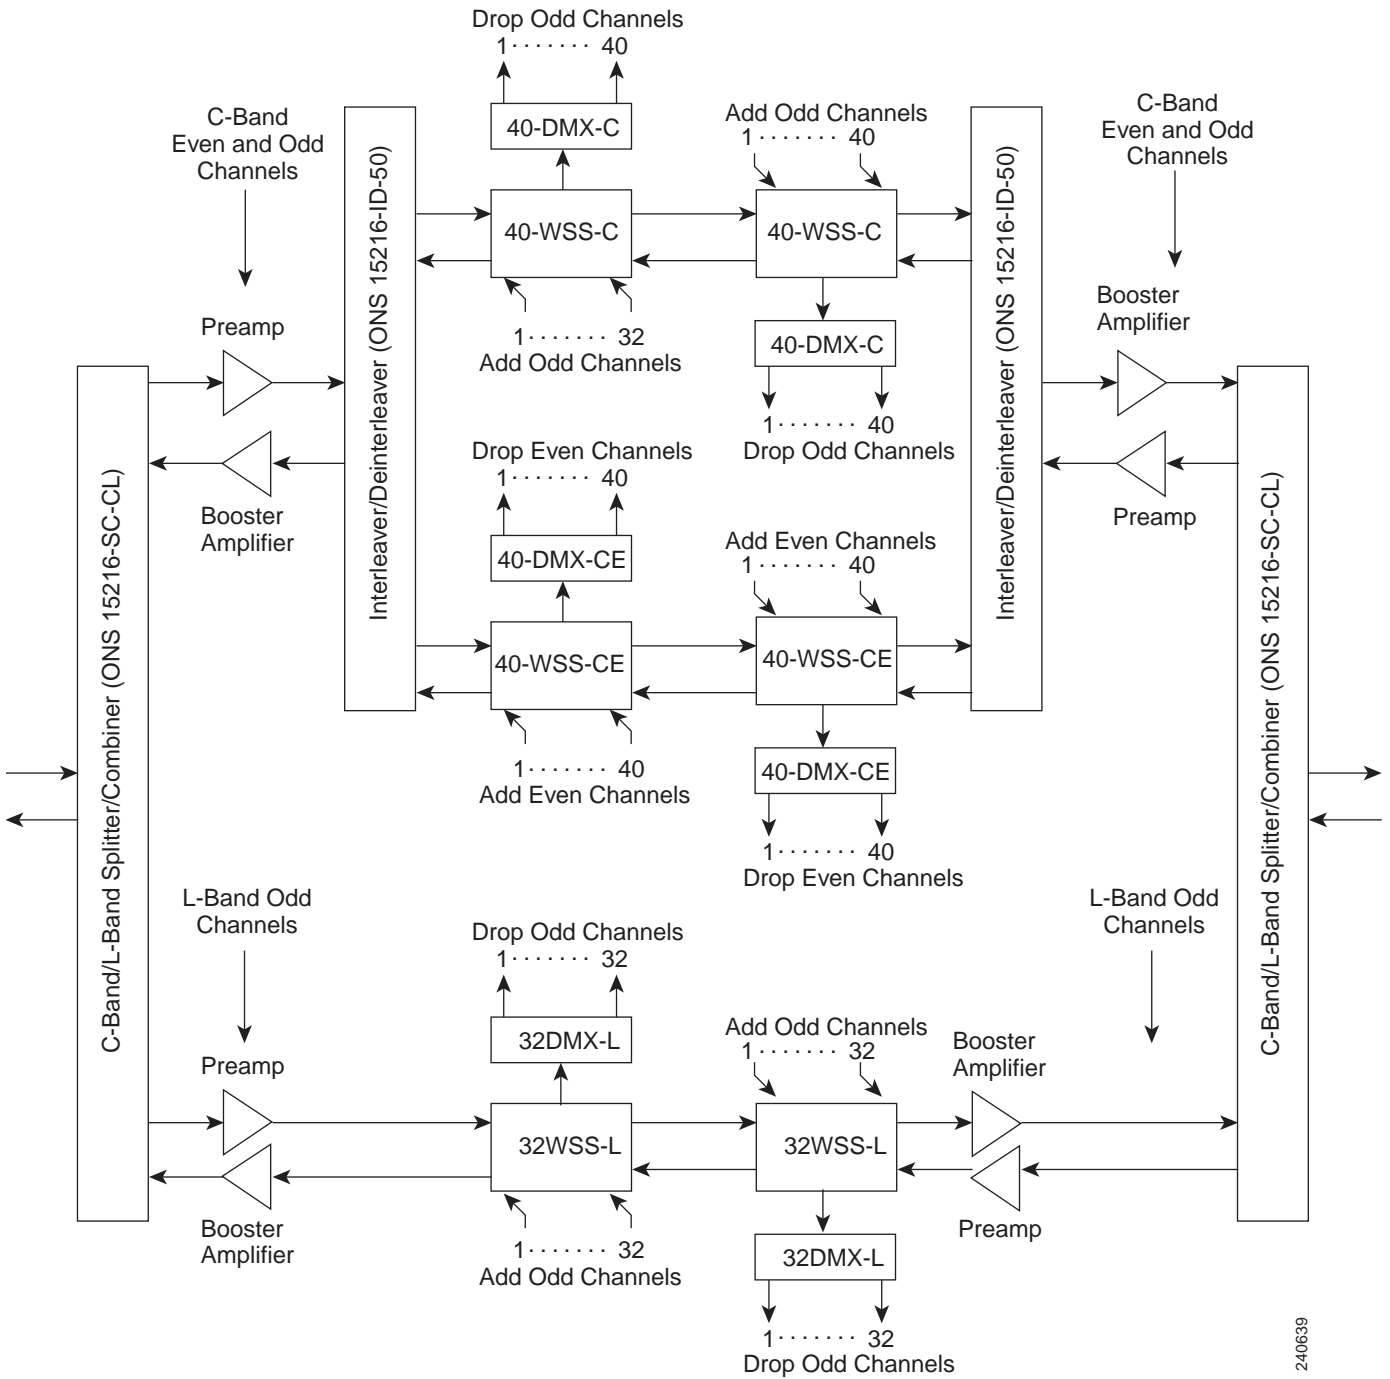 Drop Odd Channels
1 . . . . . . . 40
40-DMX-C
C-Band
Even and Odd
Channels
Add Odd Channels
1 . . . . . . . 40
C-Band
Even and Odd
Channels
Interleaver/Deinterleaver (ONS 15216-ID-50)
40-WSS-C
40-WSS-C
Interleaver/Deinterleaver (ONS 15216-ID-50)
1 . . . . . . . 32
Add Odd Channels
40-DMX-C
1 . . . . . . . 40
Drop Odd Channels
Preamp
Booster
Amplifier
Booster
Amplifier
Preamp
C-Band/L-Band Splitter/Combiner (ONS 15216-SC-CL)
C-Band/L-Band Splitter/Combiner (ONS 15216-SC-CL)
Drop Even Channels
1 . . . . . . . 40
40-DMX-CE
Add Even Channels
1 . . . . . . . 40
40-WSS-CE
40-WSS-CE
1 . . . . . . . 40
Add Even Channels
40-DMX-CE
1 . . . . . . . 40
Drop Even Channels
L-Band Odd
Channels
L-Band Odd
Channels
Drop Odd Channels
1 . . . . . . . 32
32DMX-L
Add Odd Channels
1 . . . . . . . 32
Preamp
Booster
Amplifier
32WSS-L
32WSS-L
Booster
Amplifier
Preamp
1 . . . . . . . 32
Add Odd Channels
32DMX-L
1 . . . . . . . 32
Drop Odd Channels
240639